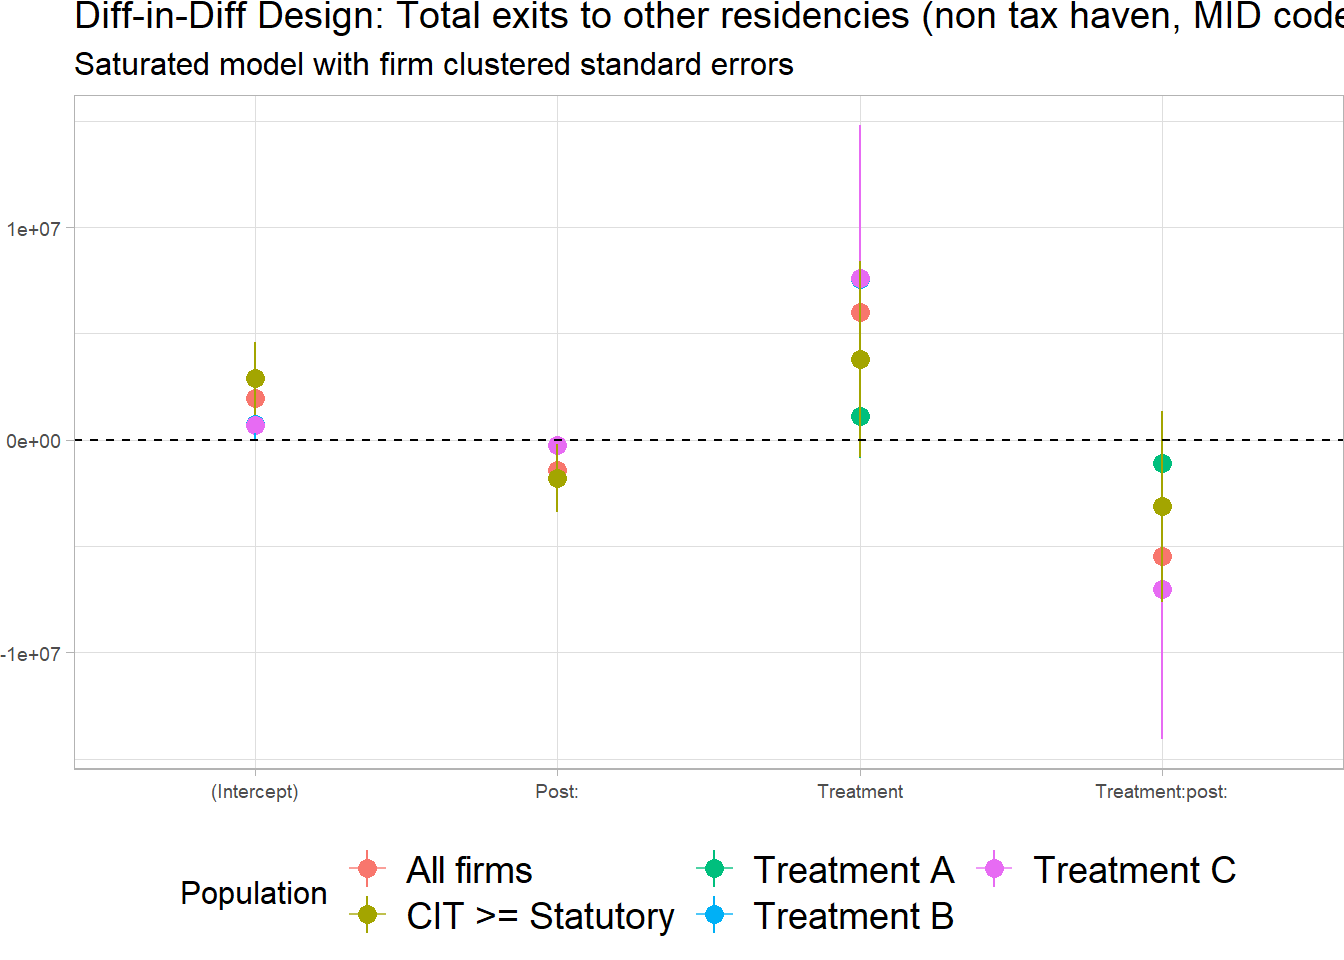 Diff-in-Diff Design: Total exits to other residencies (non tax haven, MID code
Saturated model with firm clustered standard errors
1e+07
0e+00
-1e+07
(Intercept) Post: Treatment Treatment:post:
Population
All firms Treatment A Treatment C
CIT >= Statutory Treatment B